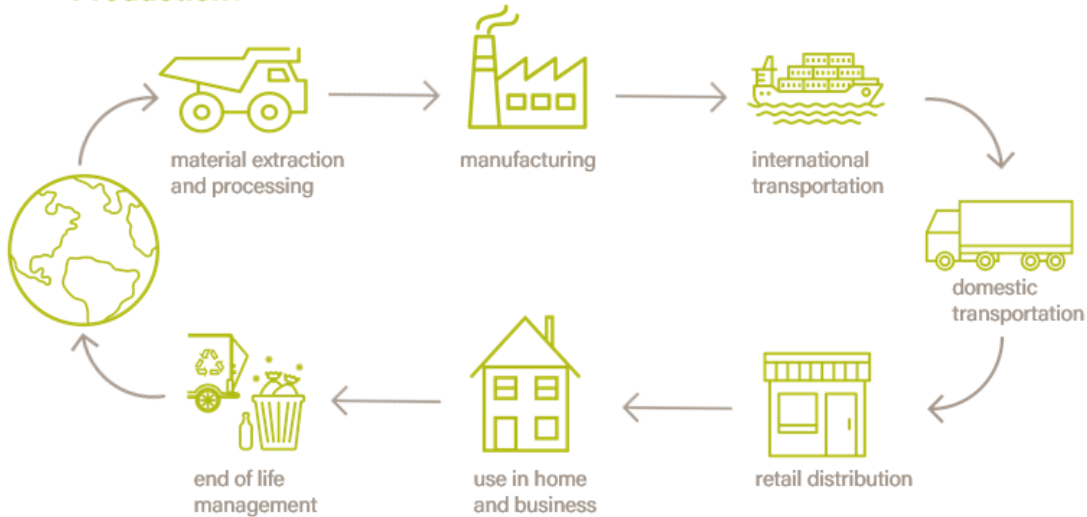 material extraction
and processing
manufacturing
international
transportation
domestic
transportation
retail distribution
use in home
and business
end of life
management